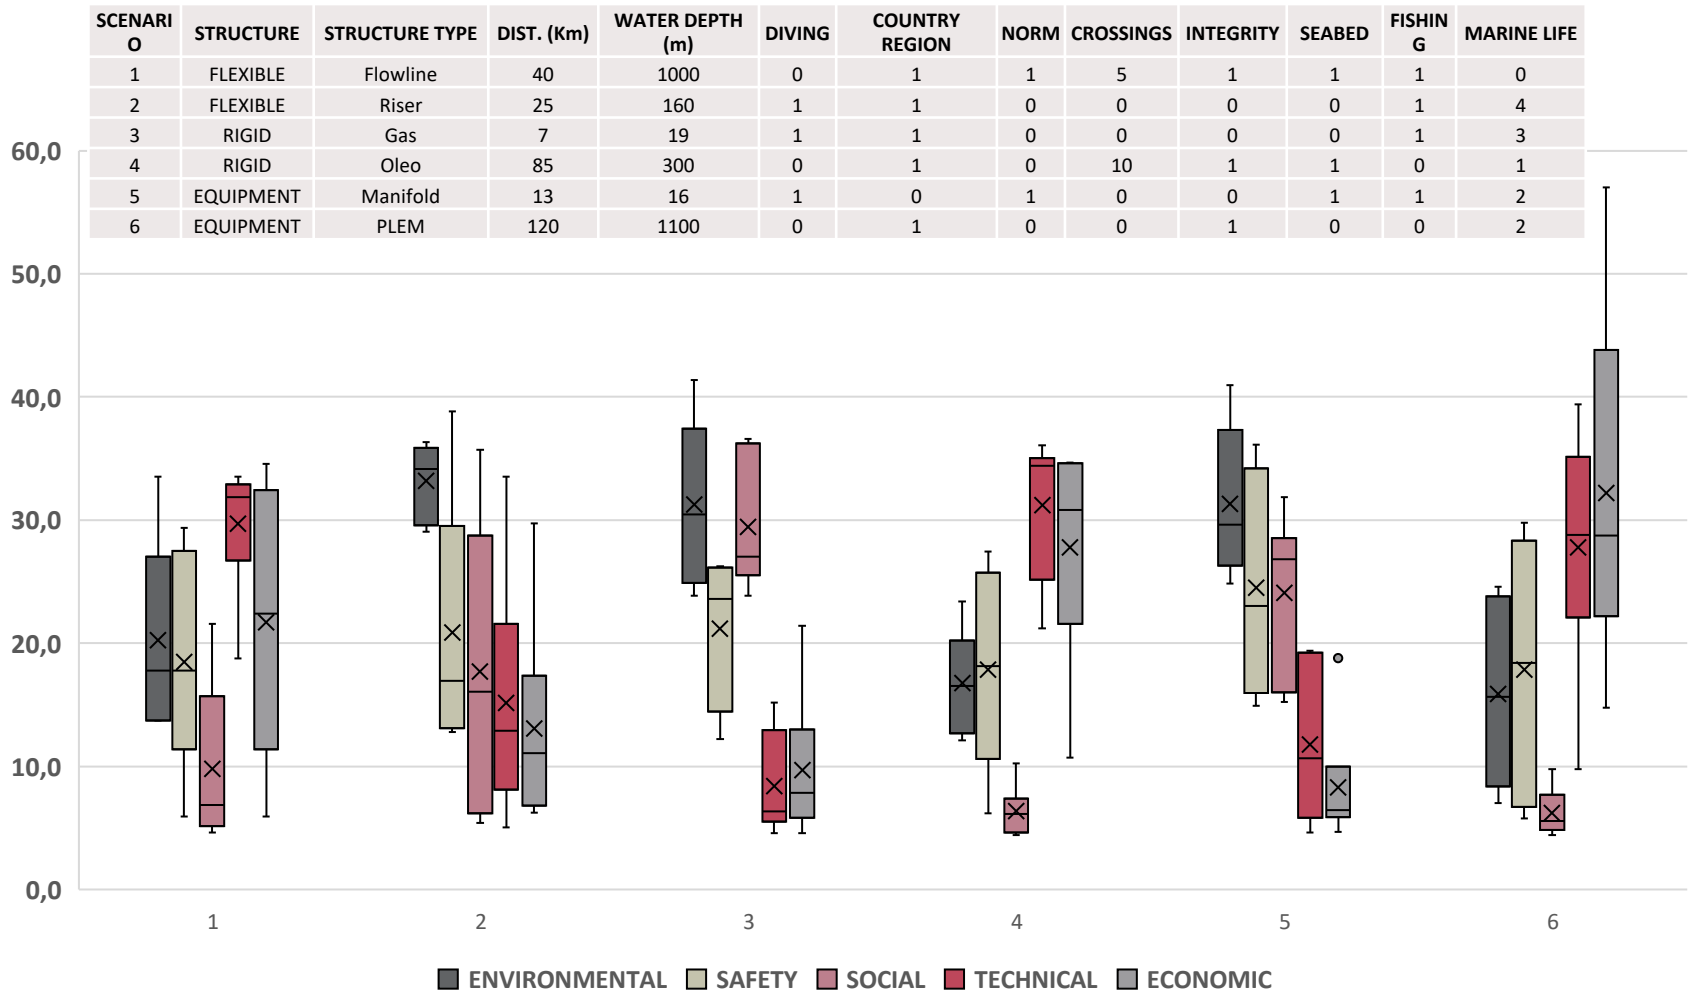 SCENARIO STRUCTURE STRUCTURE TYPE DIST. (Km) WATER DEPTH (m) DIVING COUNTRY REGION NORM CROSSINGS INTEGRITY SEABED FISHING MARINE LIFE
1 FLEXIBLE Flowline 40 1000 0 1 1 5 1 1 1 0
2 FLEXIBLE Riser 25 160 1 1 0 0 0 0 1 4
3 RIGID Gas 7 19 1 1 0 0 0 0 1 3
4 RIGID Oleo 85 300 0 1 0 10 1 1 0 1
5 EQUIPMENT Manifold 13 16 1 0 1 0 0 1 1 2
6 EQUIPMENT PLEM 120 1100 0 1 0 0 1 0 0 2
60,0
50,0
40,0
30,0
20,0
10,0
0,0
1 2 3 4 5 6
ENVIRONMENTAL SAFETY SOCIAL TECHNICAL ECONOMIC